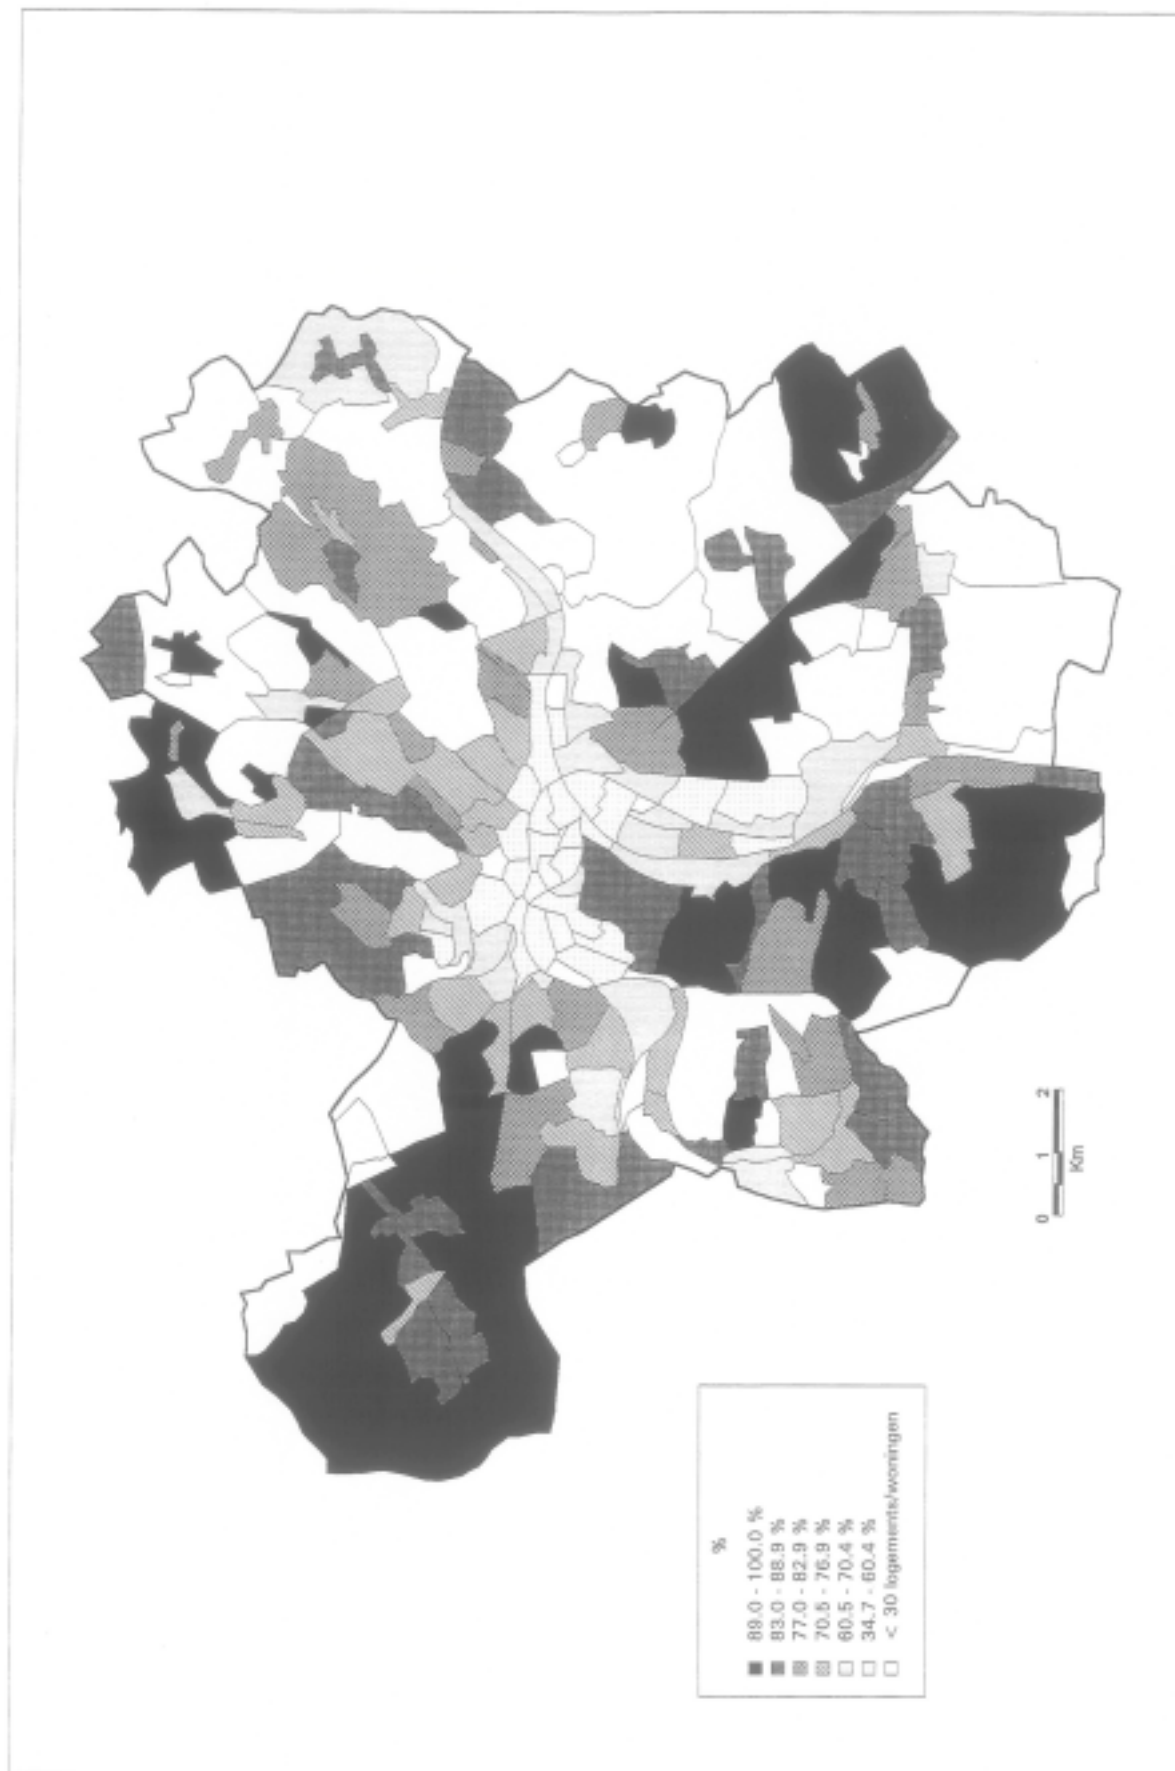 %
89.0 - 100.0 %
83.0 - 88.9 %
77.0 - 82.9 %
70.5 - 76.9 %
60.5 - 70.4 %
34.7 - 60.4 %
< 30 logements/woningen
0 1 2
Km